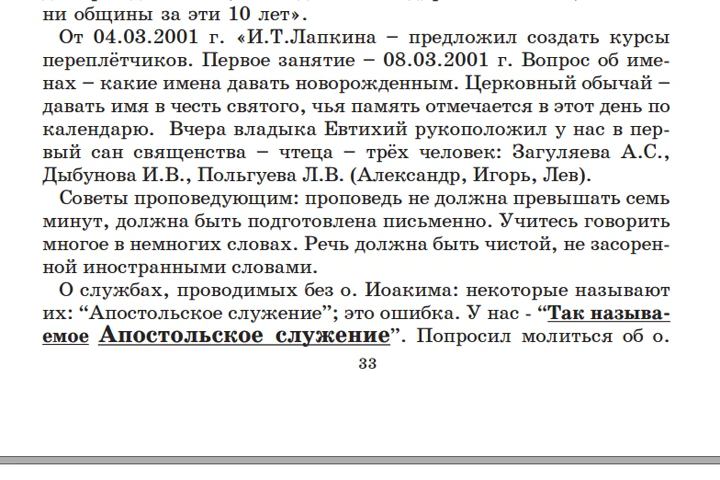 ни общины за эти 10 лет».
От 04.03.2001 г. «И.Т.Лапкина – предложил создать курсы
переплётчиков. Первое занятие – 08.03.2001 г. Вопрос об име-
нах – какие имена давать новорожденным. Церковный обычай –
давать имя в честь святого, чья память отмечается в этот день по
календарю. Вчера владыка Евтихий рукоположил у нас в пер-
вый сан священства – чтеца – трёх человек: Загуляева А.С.,
Дыбунова И.В., Польгуева Л.В. (Александр, Игорь, Лев).
Советы проповедующим: проповедь не должна превышать семь
минут, должна быть подготовлена письменно. Учитесь говорить
многое в немногих словах. Речь должна быть чистой, не засорен-
ной иностранными словами.
О службах, проводимых без о. Иоакима: некоторые называют
их: “Апостольское служение”; это ошибка. У нас - “Так называ-
емое Апостольское служение”. Попросил молиться об о.
33